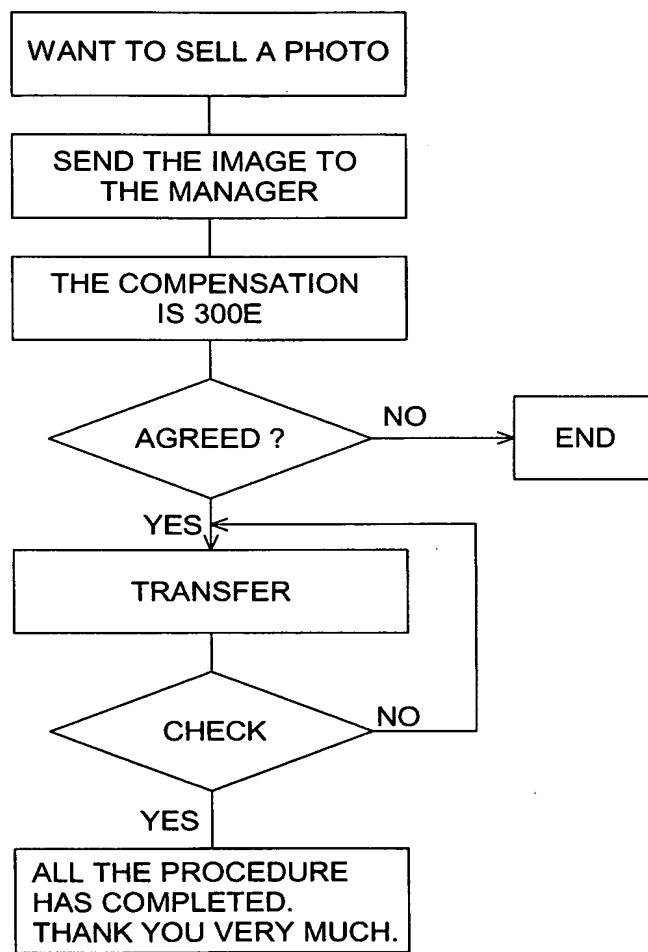 WANT TO SELL A PHOTO
SEND THE IMAGE TO
THE MANAGER
THE COMPENSATION
IS 300E
AGREED ?
NO
END
YES
TRANSFER
CHECK
NO
YES
ALL THE PROCEDURE
HAS COMPLETED.
THANK YOU VERY MUCH.